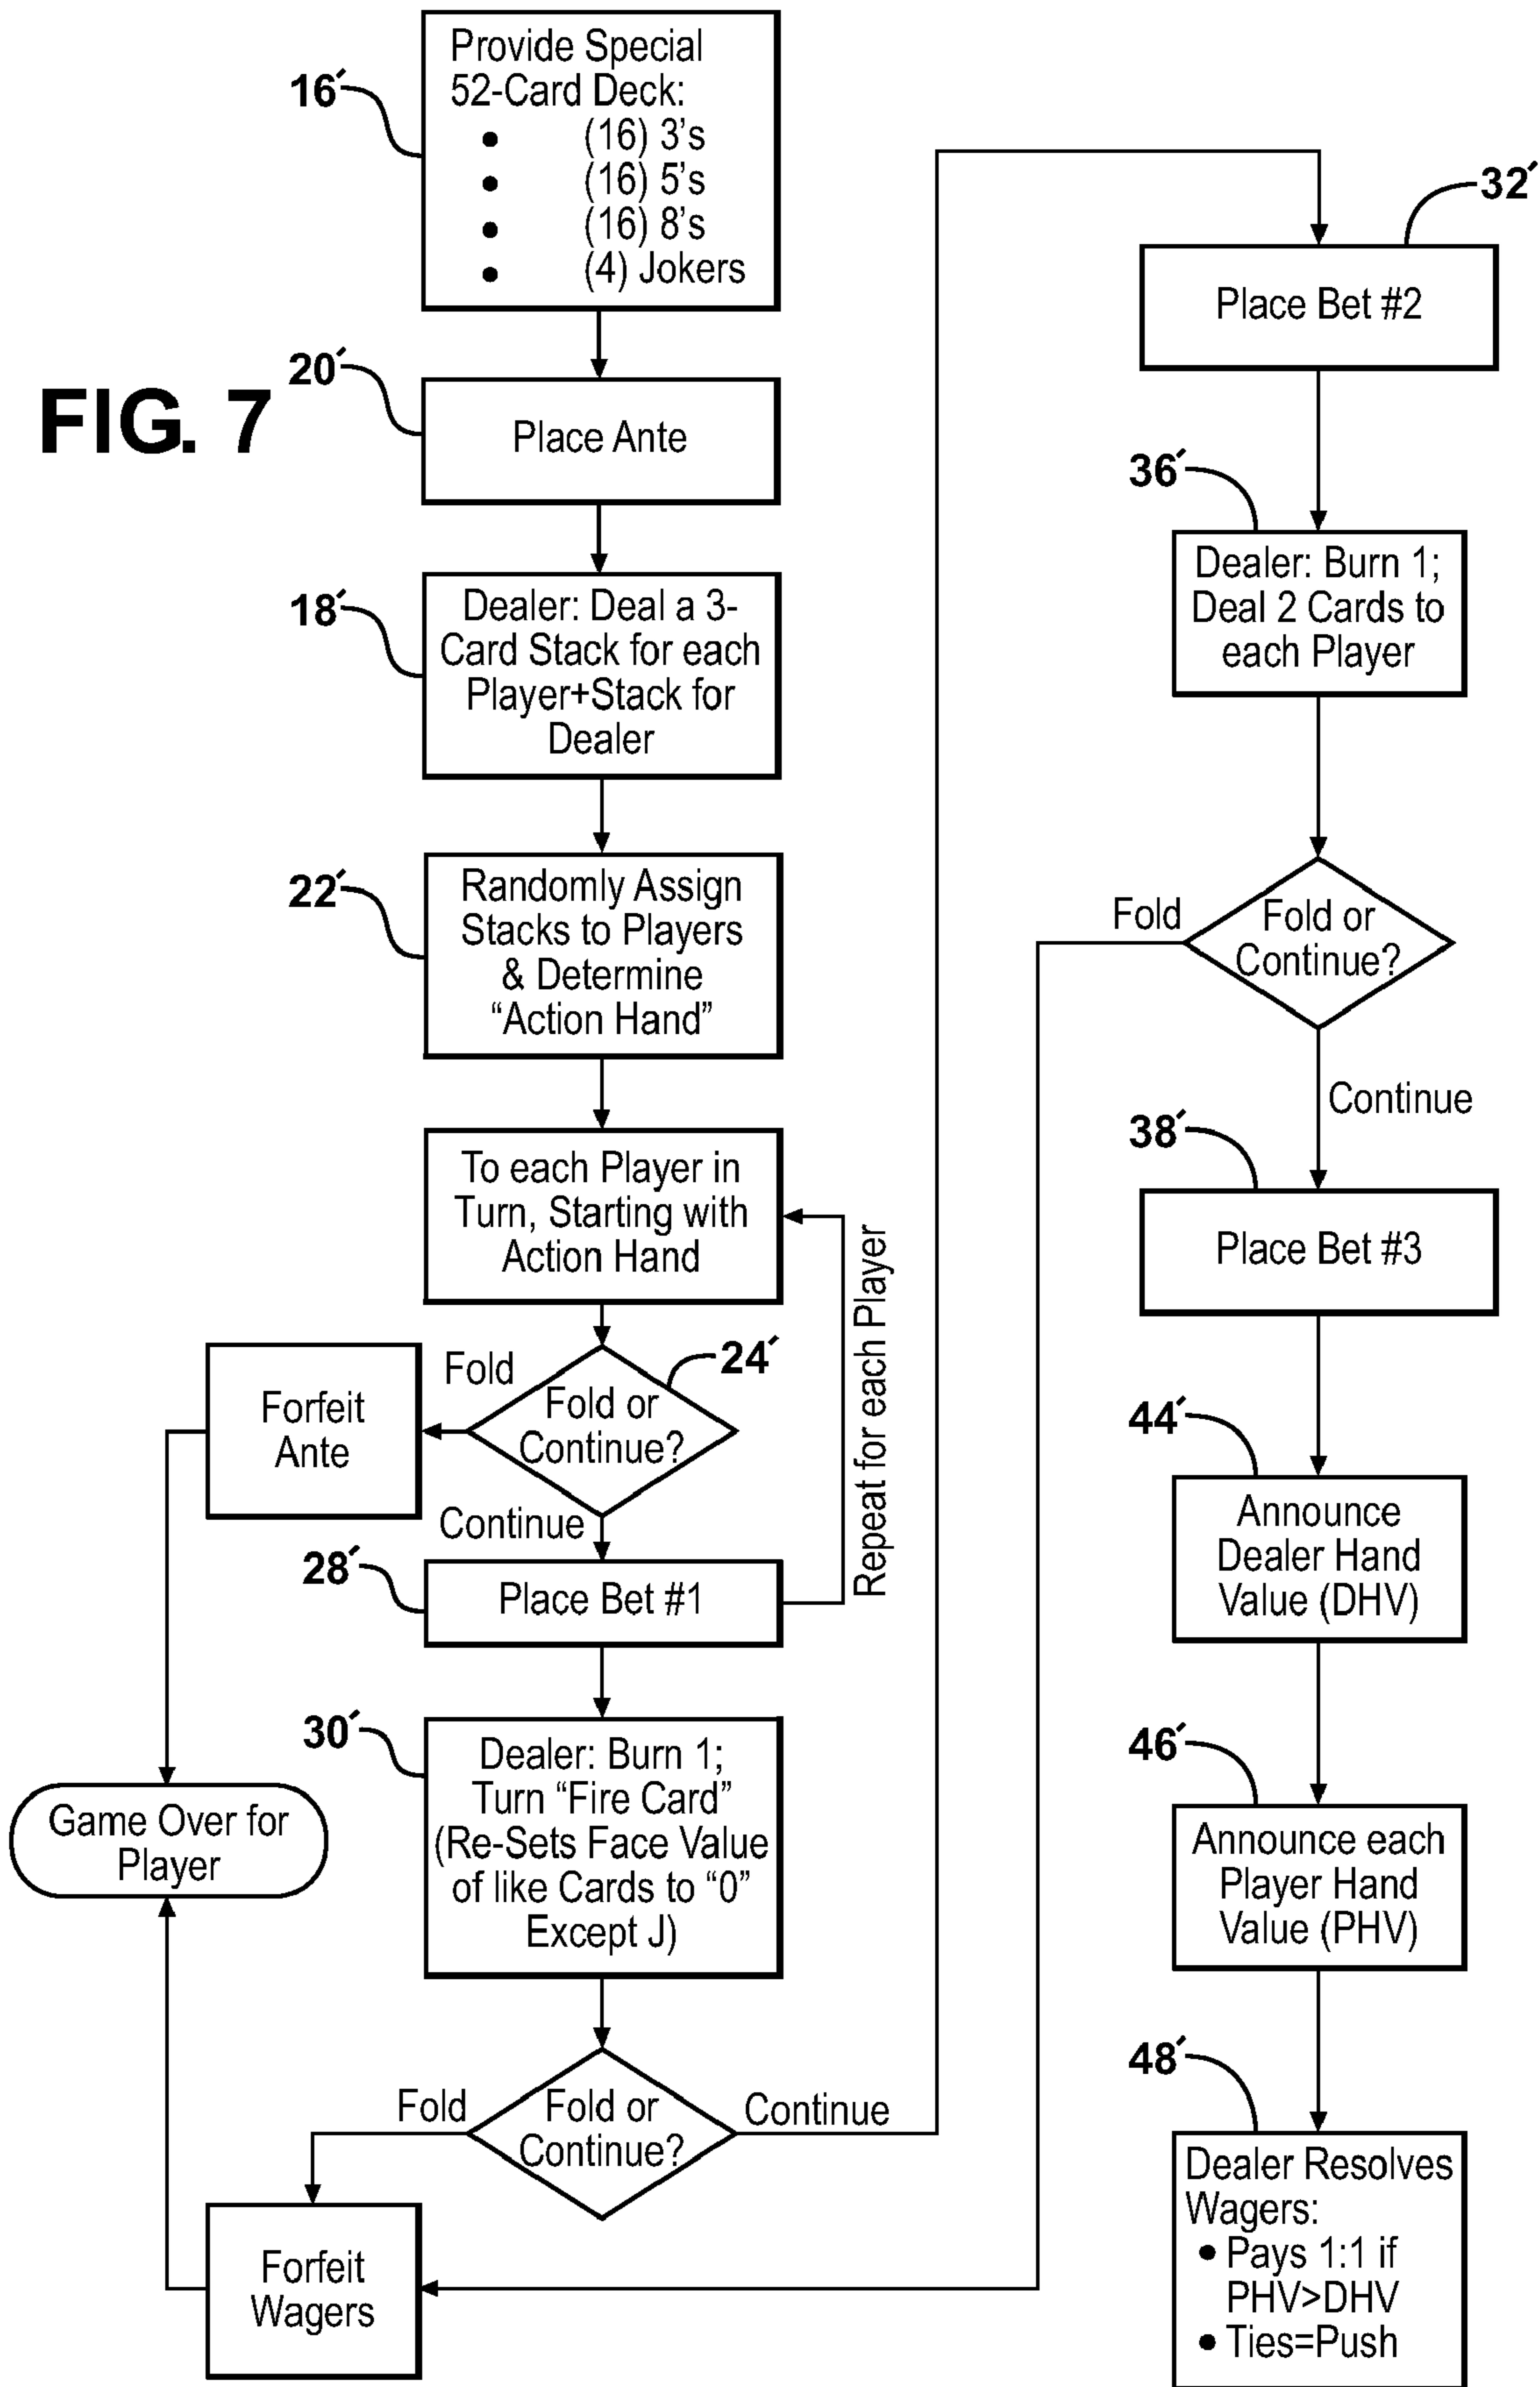 FIG. 7
16′
Provide Special
52-Card Deck:
● (16) 3's
● (16) 5's
● (16) 8's
● (4) Jokers
20′
Place Ante
18′
Dealer: Deal a 3-
Card Stack for each
Player+Stack for
Dealer
22′
Randomly Assign
Stacks to Players
& Determine
“Action Hand”
To each Player in
Turn, Starting with
Action Hand
Repeat for each Player
24′
Fold or
Continue?
Fold
Forfeit
Ante
Continue
28′
Place Bet #1
30′
Dealer: Burn 1;
Turn “Fire Card”
(Re-Sets Face Value
of like Cards to “0”
Except J)
Game Over for
Player
Fold or
Continue?
Fold
Continue
Forfeit
Wagers
32′
Place Bet #2
36′
Dealer: Burn 1;
Deal 2 Cards to
each Player
Fold
Fold or
Continue?
Continue
38′
Place Bet #3
44′
Announce
Dealer Hand
Value (DHV)
46′
Announce each
Player Hand
Value (PHV)
48′
Dealer Resolves
Wagers:
● Pays 1:1 if
PHV>DHV
● Ties=Push